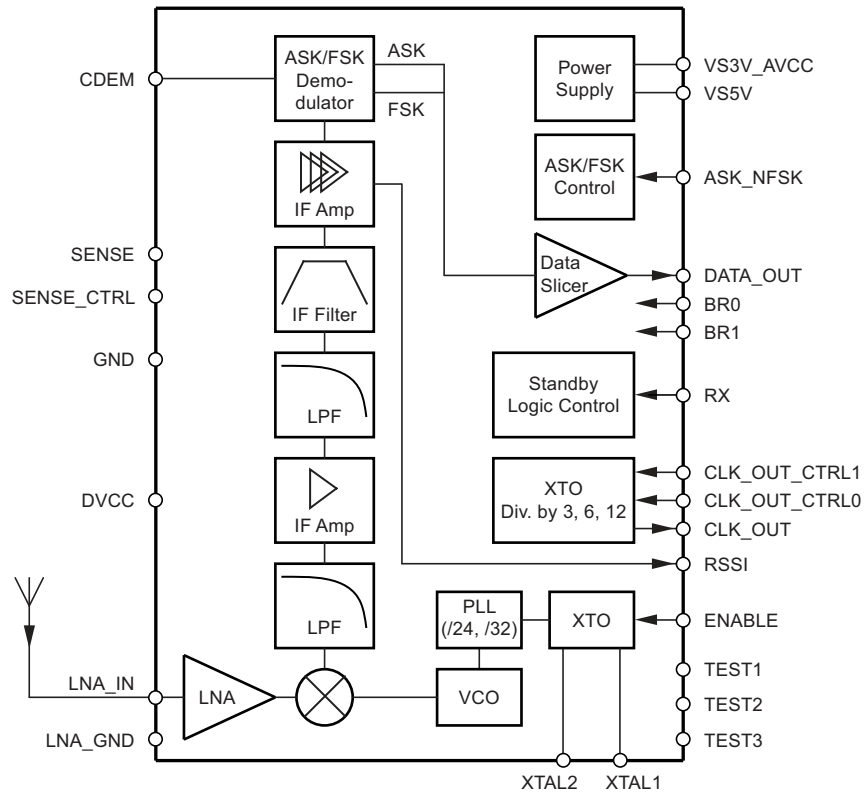 CDEM
ASK/FSK
Demo-
dulator
ASK
FSK
Power
Supply
VS3V_AVCC
VS5V
IF Amp
ASK/FSK
Control
ASK_NFSK
SENSE
SENSE_CTRL
IF Filter
Data
Slicer
DATA_OUT
BR0
BR1
GND
LPF
Standby
Logic Control
RX
DVCC
IF Amp
XTO
Div. by 3, 6, 12
CLK_OUT_CTRL1
CLK_OUT_CTRL0
CLK_OUT
RSSI
LPF
PLL
(/24, /32)
XTO
ENABLE
LNA_IN
LNA
VCO
TEST1
TEST2
LNA_GND
TEST3
XTAL2
XTAL1